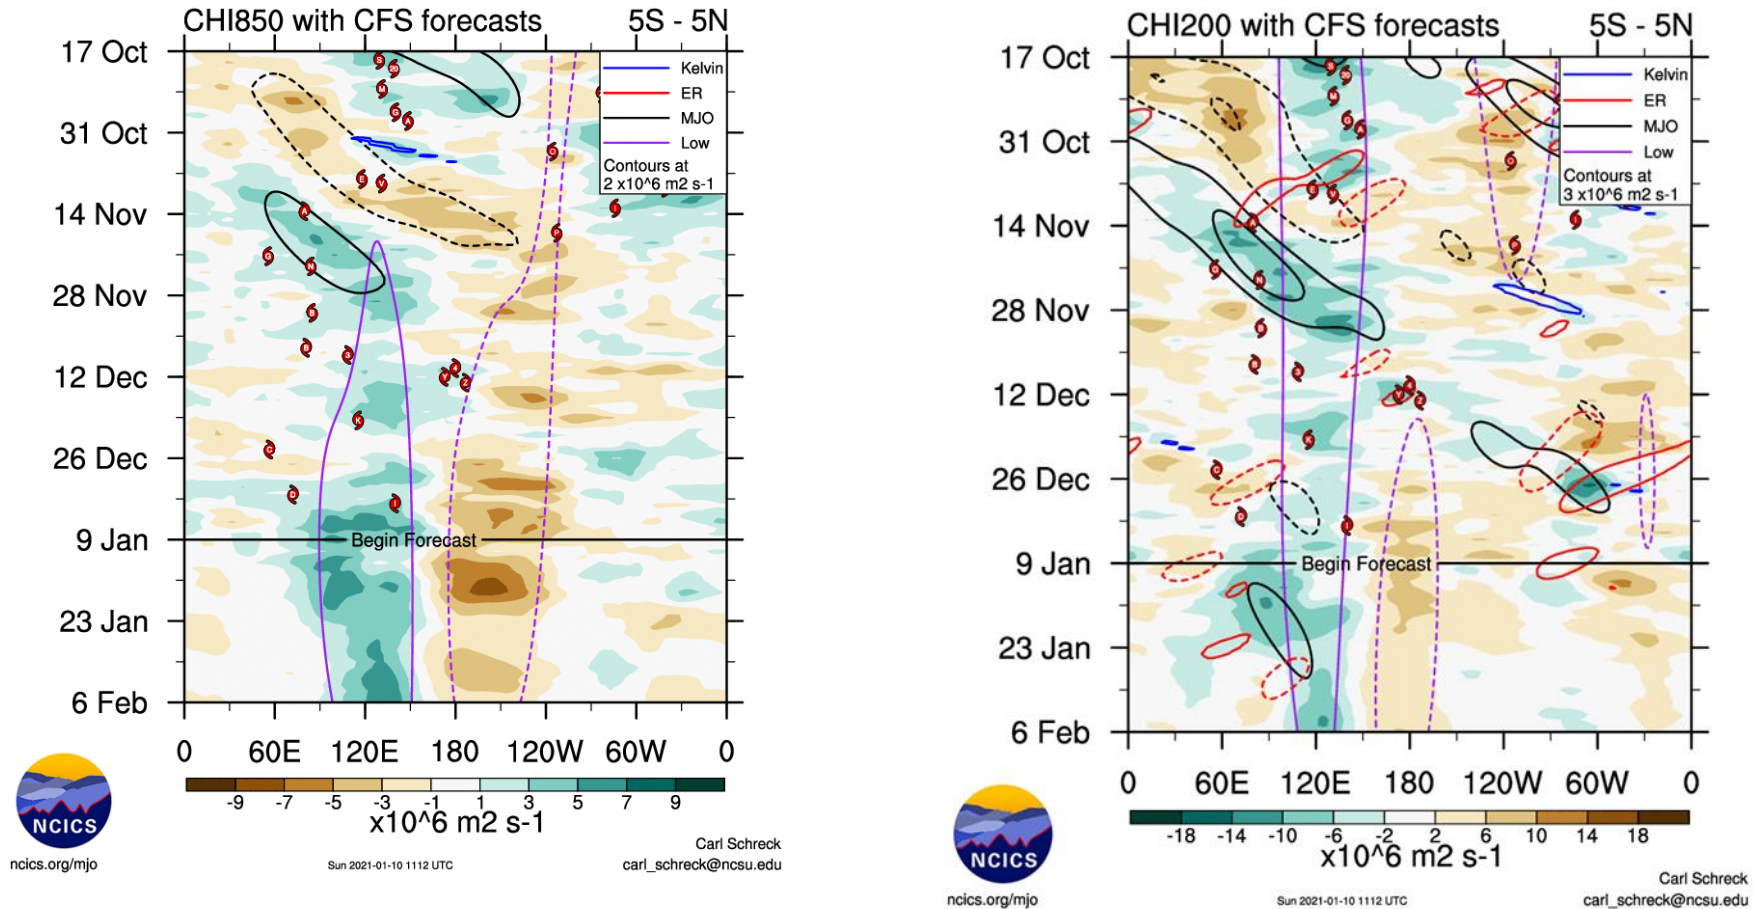 CHI850 with CFS forecasts 5S - 5N
17 Oct
31 Oct
14 Nov
28 Nov
12 Dec
26 Dec
9 Jan
23 Jan
6 Feb
Kelvin
ER
MJO
Low
Contours at
2 x10^6 m2 s-1
Begin Forecast
0 60E 120E 180 120W 60W 0
-9 -7 -5 -3 -1 1 3 5 7 9
x10^6 m2 s-1
NCICS
ncics.org/mjo
Sun 2021-01-10 1112 UTC
Carl Schreck
carl_schreck@ncsu.edu
CHI200 with CFS forecasts 5S - 5N
17 Oct
31 Oct
14 Nov
28 Nov
12 Dec
26 Dec
9 Jan
23 Jan
6 Feb
Kelvin
ER
MJO
Low
Contours at
3 x10^6 m2 s-1
Begin Forecast
0 60E 120E 180 120W 60W 0
-18 -14 -10 -6 -2 2 6 10 14 18
x10^6 m2 s-1
NCICS
ncics.org/mjo
Sun 2021-01-10 1112 UTC
Carl Schreck
carl_schreck@ncsu.edu